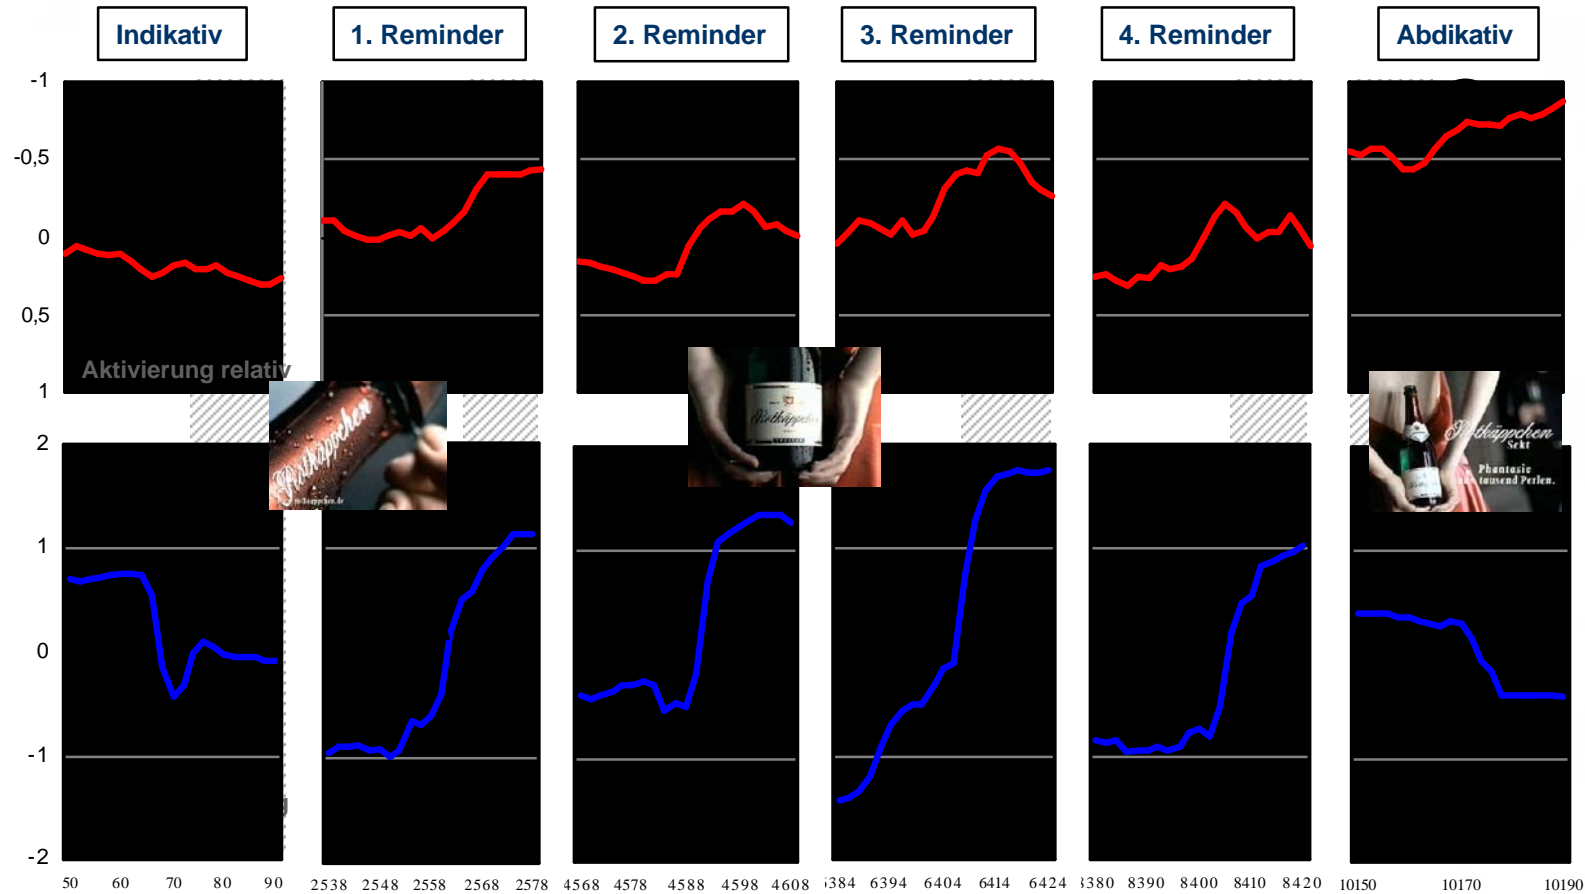 Indikativ
1. Reminder
2. Reminder
3. Reminder
4. Reminder
Abdikativ
-1
-0,5
0
0,5
1
Aktivierung relativ
Rotkäppchen
Rotkäppchen
Rotkäppchen
Sekt
Phantasie
tausend Perlen.
2
1
0
-1
-2
g
50 60 70 80 90
2538 2548 2558 2568 2578
4568 4578 4588 4598 4608
6394 6404 6414 6424
8390 8400 8410 8420
10150 10170 10190